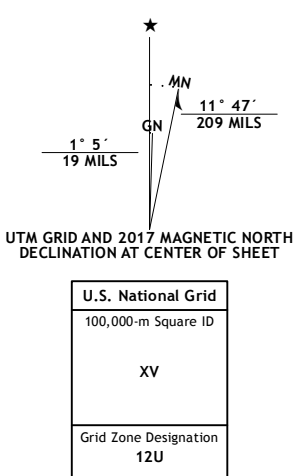 MN
GN
11° 47´
209 MILS
1° 5´
19 MILS
UTM GRID AND 2017 MAGNETIC NORTH
DECLINATION AT CENTER OF SHEET
U.S. National Grid
100,000-m Square ID
XV
Grid Zone Designation
12U